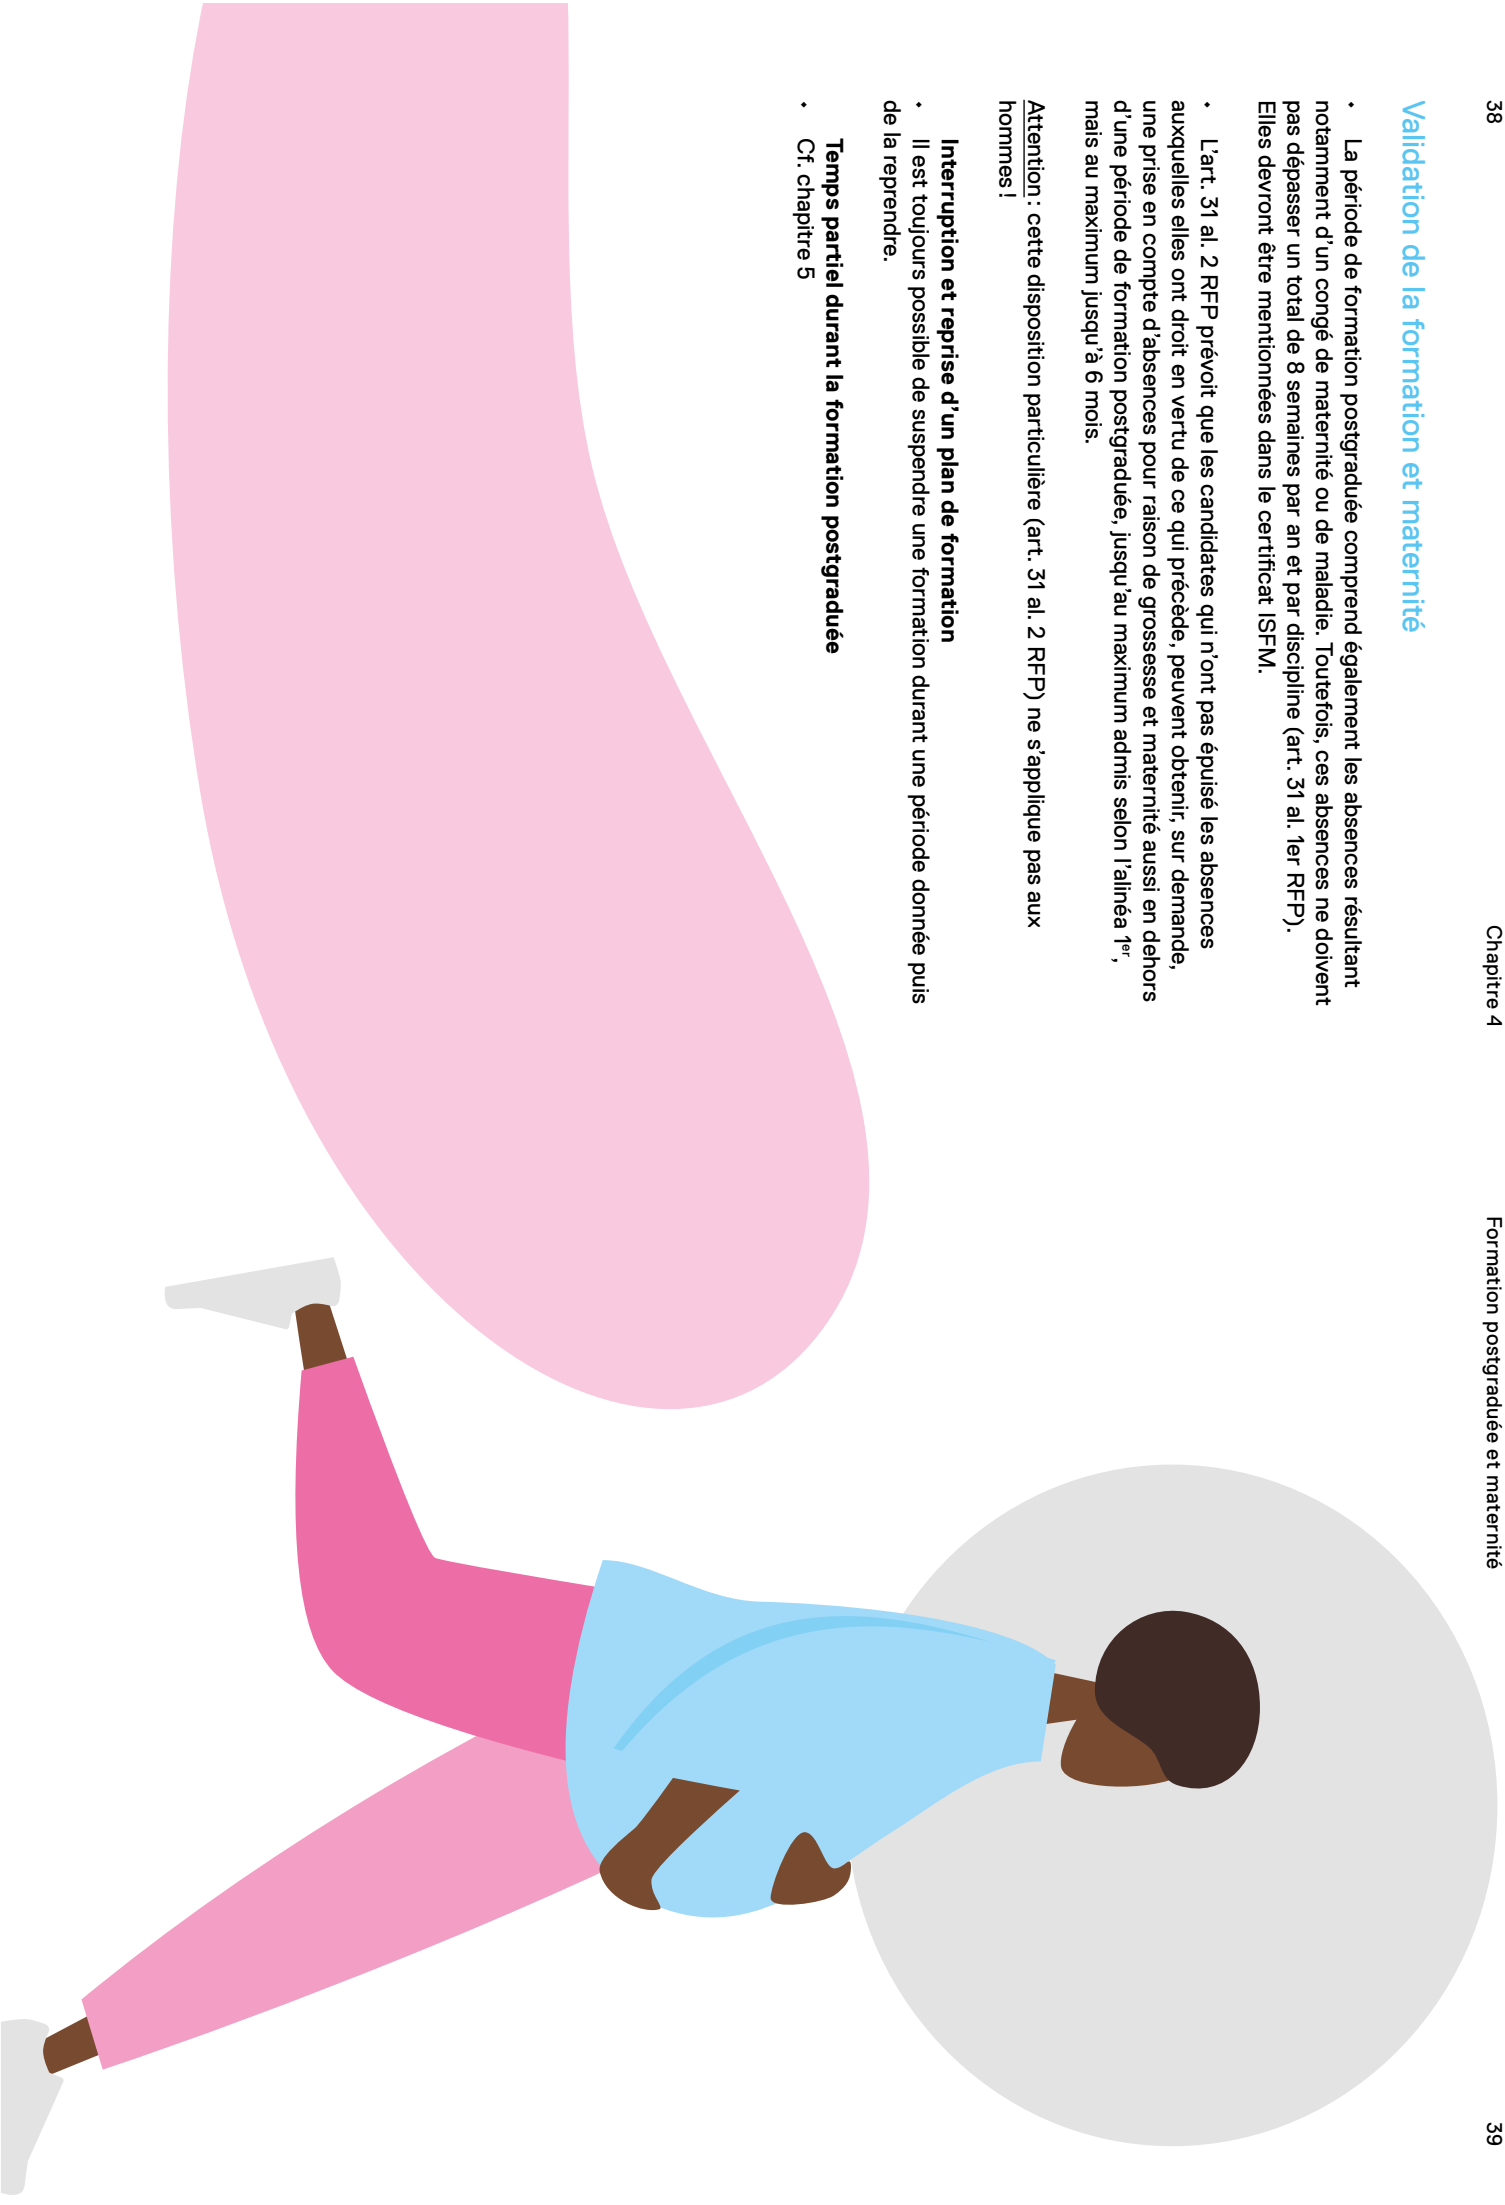 38
Chapitre 4
Formation postgraduée et maternité
39
Validation de la formation et maternité
• La période de formation postgraduée comprend également les absences résultant
notamment d’un congé de maternité ou de maladie. Toutefois, ces absences ne doivent
pas dépasser un total de 8 semaines par an et par discipline (art. 31 al. 1er RFP).
Elles devront être mentionnées dans le certificat ISFM.
• L’art. 31 al. 2 RFP prévoit que les candidates qui n’ont pas épuisé les absences
auxquelles elles ont droit en vertu de ce qui précède, peuvent obtenir, sur demande,
une prise en compte d’absences pour raison de grossesse et maternité aussi en dehors
d’une période de formation postgraduée, jusqu’au maximum admis selon l’alinéa 1er,
mais au maximum jusqu’à 6 mois.
Attention : cette disposition particulière (art. 31 al. 2 RFP) ne s’applique pas aux
hommes !
Interruption et reprise d’un plan de formation
• Il est toujours possible de suspendre une formation durant une période donnée puis
de la reprendre.
Temps partiel durant la formation postgraduée
• Cf. chapitre 5